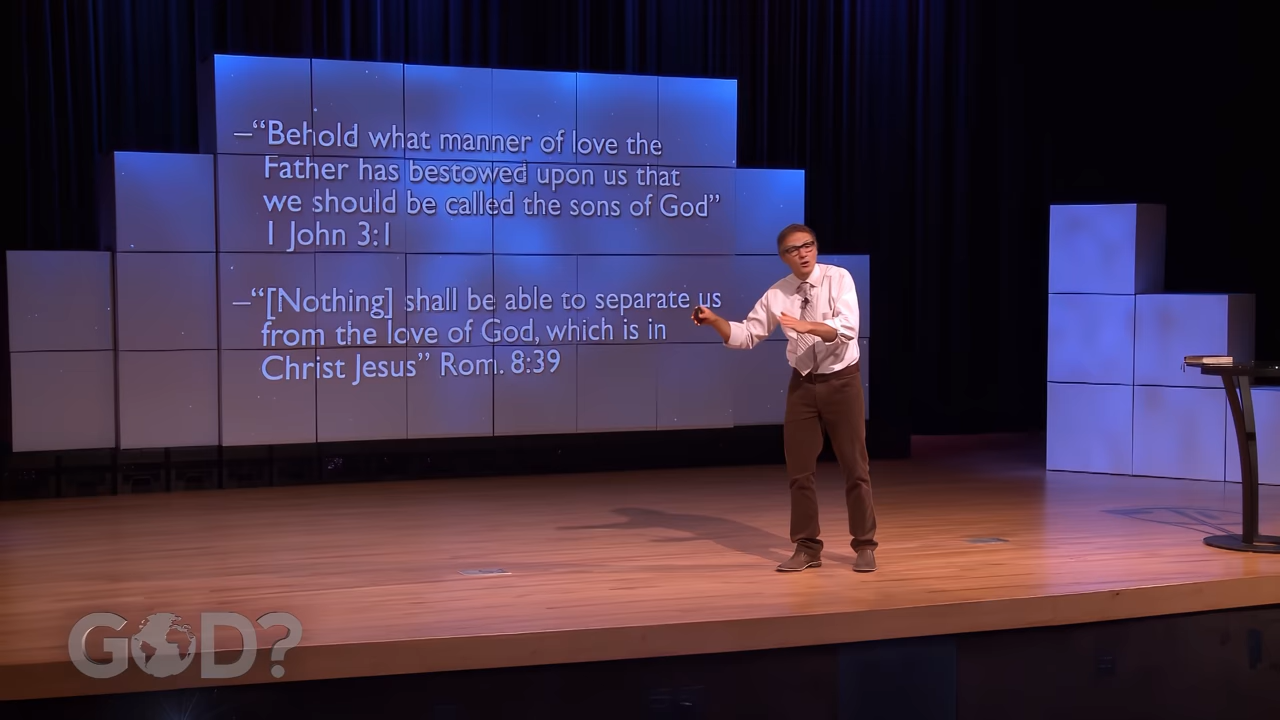 –“Behold what manner of love the
Father has bestowed upon us that
we should be called the sons of God”
1 John 3:1
–“[Nothing] shall be able to separate us
from the love of God, which is in
Christ Jesus” Rom. 8:39
GOD?